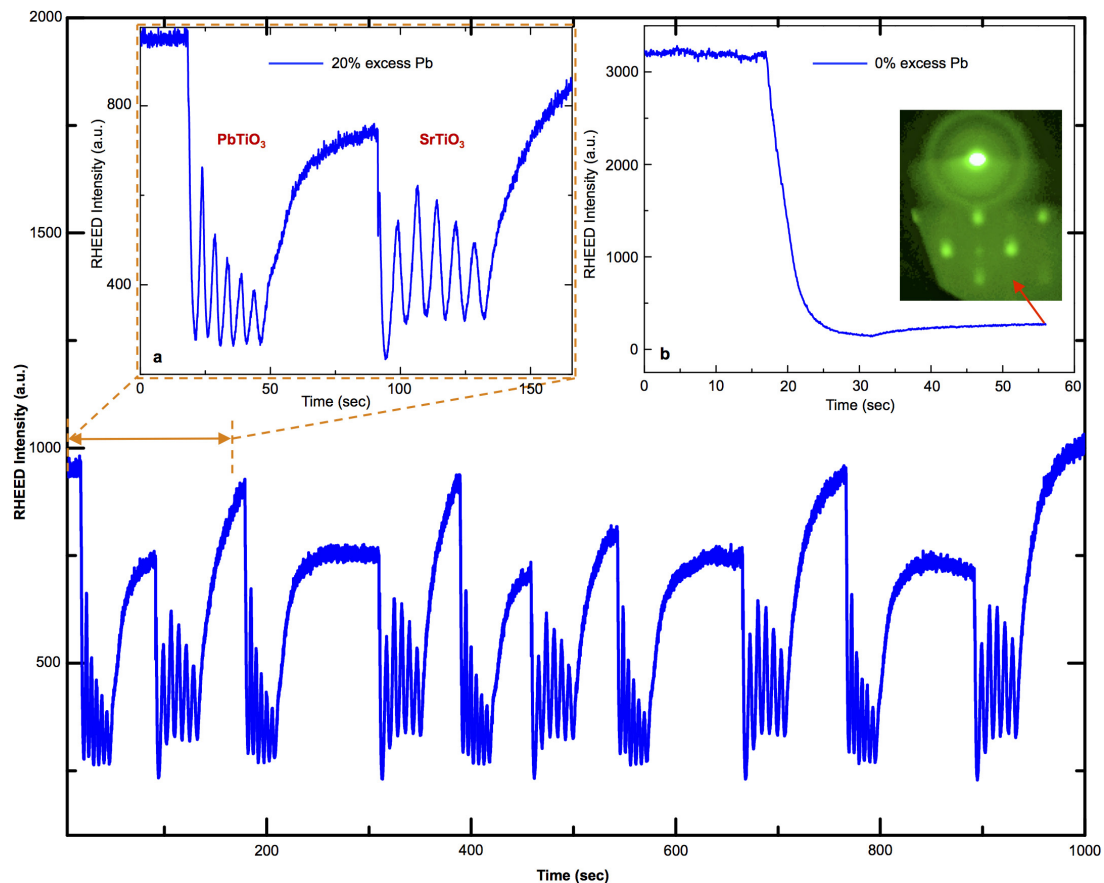 2000
1500
1000
500
RHEED Intensity (a.u.)
200
400
600
800
1000
Time (sec)
800
400
RHEED Intensity (a.u.)
20% excess Pb
PbTiO3
SrTiO3
a
0
50
100
150
Time (sec)
3000
2000
1000
0
RHEED Intensity (a.u.)
0% excess Pb
b
0
10
20
30
40
50
60
Time (sec)